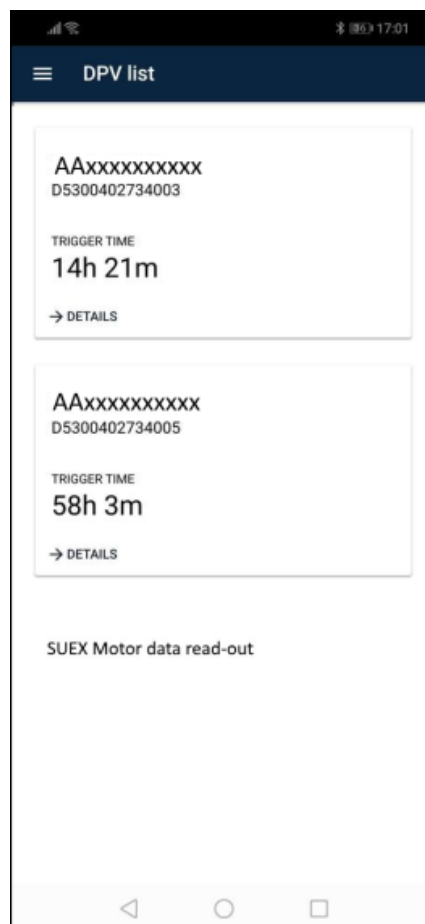 17:01
DPV list
AAxxxxxxxxxx
D5300402734003
TRIGGER TIME
14h 21m
→ DETAILS
AAxxxxxxxxxx
D5300402734005
TRIGGER TIME
58h 3m
→ DETAILS
SUEX Motor data read-out